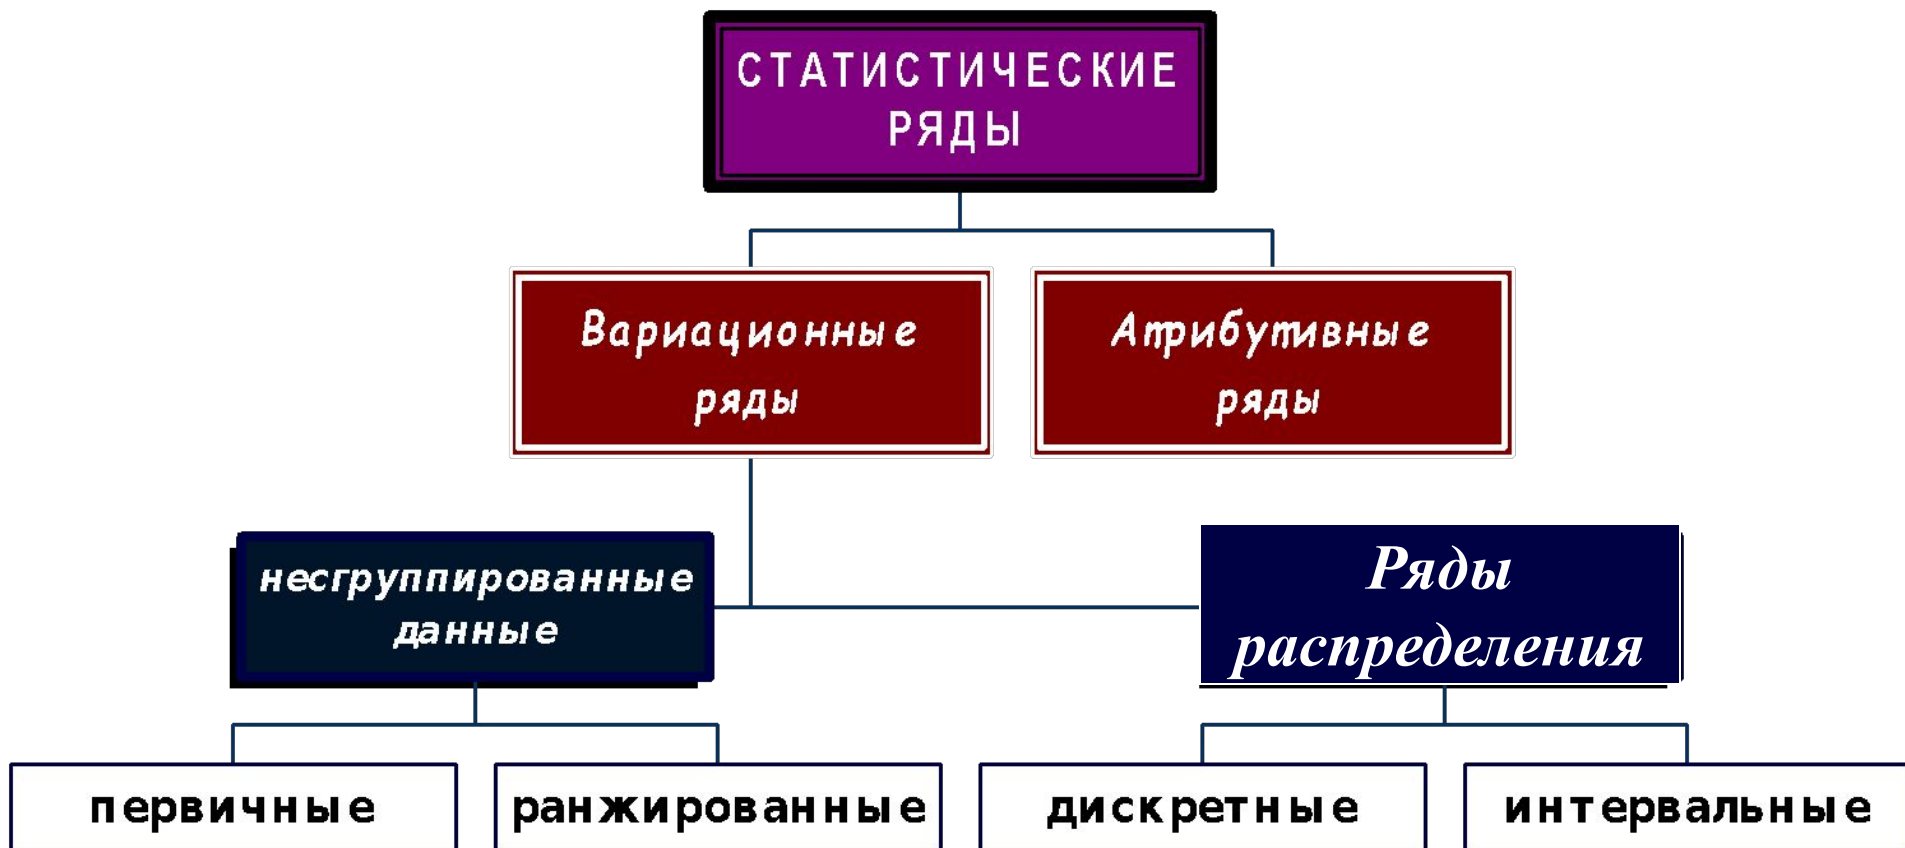 СТАТИСТИЧЕСКИЕ
РЯДЫ
Вариационные
ряды
Атрибутивные
ряды
несгруппированные
данные
Ряды
распределения
первичные
ранжированные
дискретные
интервальные